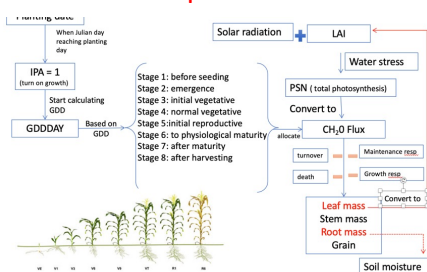 Planting date
When Julian day
reaching planting
day
IPA = 1
(turn on growth)
Start calculating
GDD
GDDDAY
Based on
GDD
Stage 1: before seeding
Stage 2: emergence
Stage 3: initial vegetative
Stage 4: normal vegetative
Stage 5:initial reproductive
Stage 6: to physiological maturity
Stage 7: after maturity
Stage 8: after harvesting
allocate
Solar radiation
LAI
Water stress
PSN ( total photosynthesis)
Convert to
CH2O Flux
turnover
Maintenance resp
death
Growth resp
Convert to
Leaf mass
Stem mass
Root mass
Grain
Soil moisture